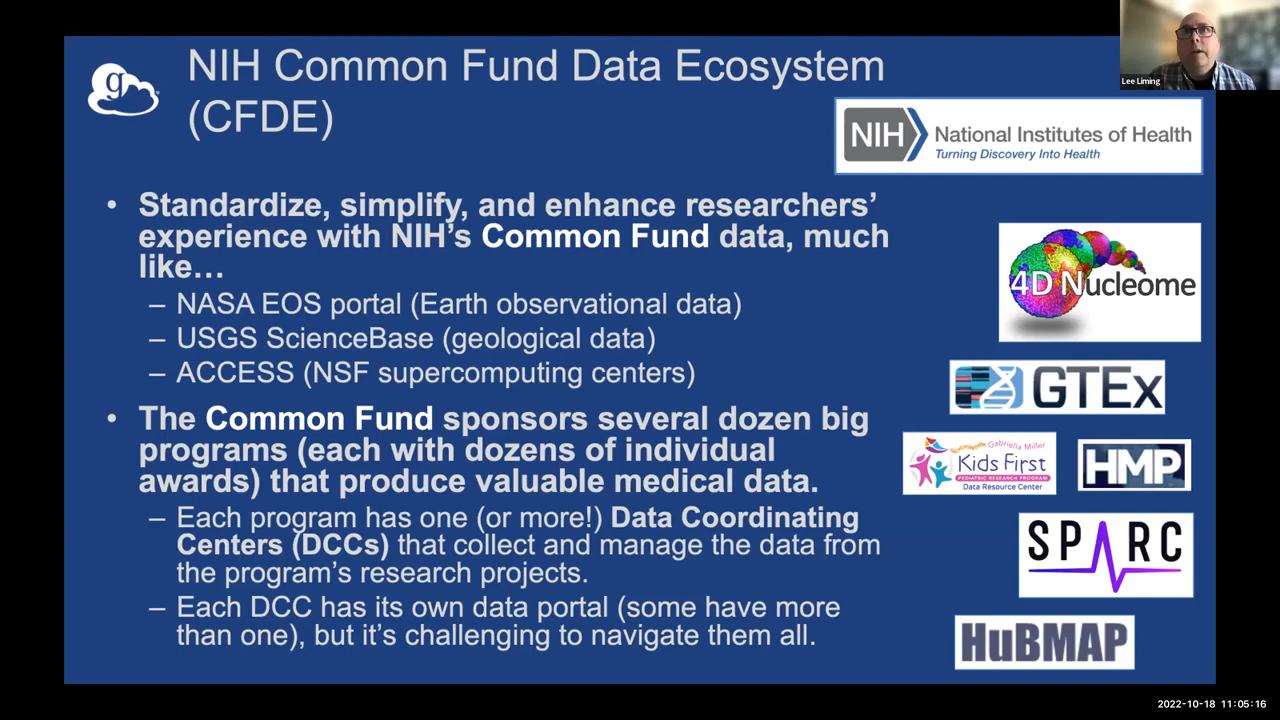 Lee Liming
g
NIH Common Fund Data Ecosystem
(CFDE)
NIH National Institutes of Health
Turning Discovery Into Health
• Standardize, simplify, and enhance researchers’
experience with NIH’s Common Fund data, much
like…
– NASA EOS portal (Earth observational data)
– USGS ScienceBase (geological data)
– ACCESS (NSF supercomputing centers)
• The Common Fund sponsors several dozen big
programs (each with dozens of individual
awards) that produce valuable medical data.
– Each program has one (or more!) Data Coordinating
Centers (DCCs) that collect and manage the data from
the program’s research projects.
– Each DCC has its own data portal (some have more
than one), but it’s challenging to navigate them all.
4D Nucleome
GTEx
Gabriella Miller
Kids First
PEDIATRIC RESEARCH PROGRAM
Data Resource Center
HMP
SPARC
HuBMAP
2022-10-18 11:05:16